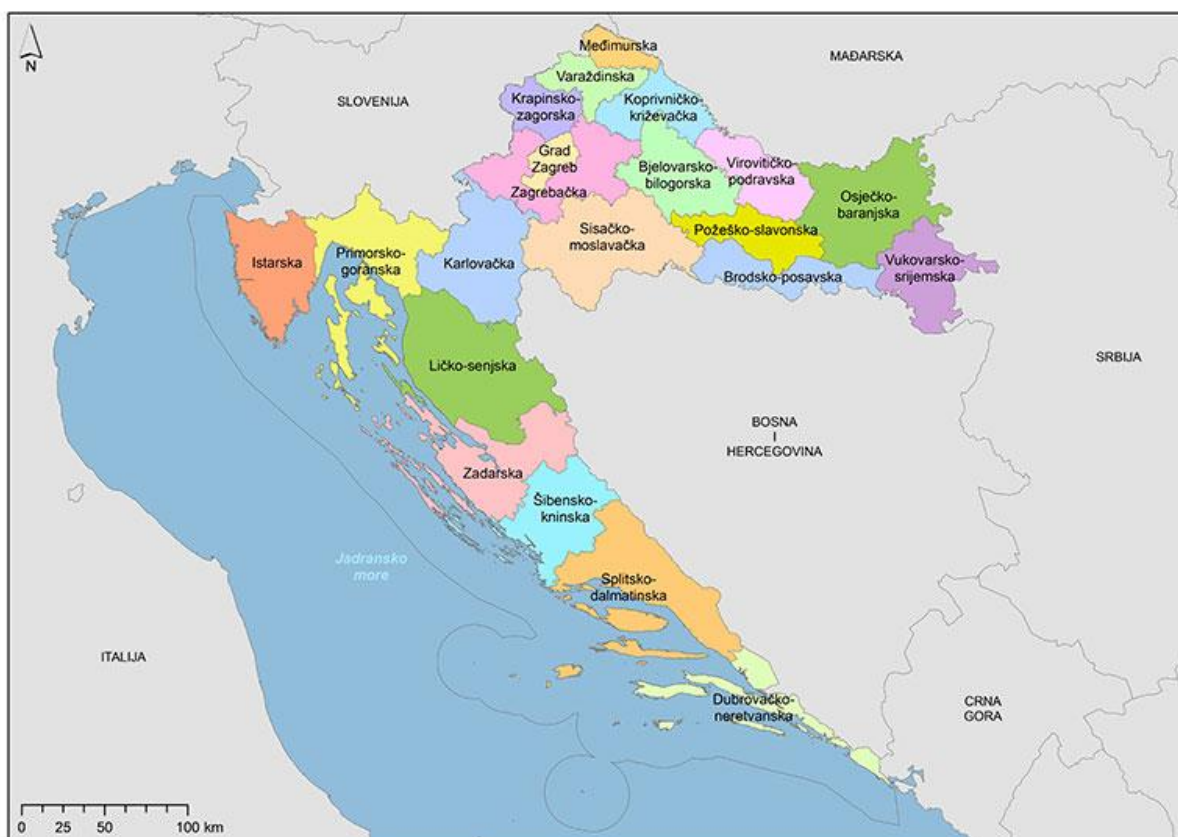 N
Međimurska
MAĐARSKA
Varaždinska
SLOVENIJA
Krapinsko-
zagorska
Koprivničko-
križevačka
Grad
Zagreb
Zagrebačka
Bjelovarsko-
bilogorska
Virovitičko-
podravska
Osječko-
baranjska
Požeško-slavonska
Sisačko-
moslavačka
Istarska
Primorsko-
goranska
Karlovačka
Brodsko-posavska
Vukovarsko-
srijemska
Ličko-senjska
SRBIJA
BOSNA
I
HERCEGOVINA
Zadarska
Šibensko-
kninska
Jadransko
more
Splitsko-
dalmatinska
ITALIJA
Dubrovačko-
neretvanska
CRNA
GORA
0 25 50 100 km